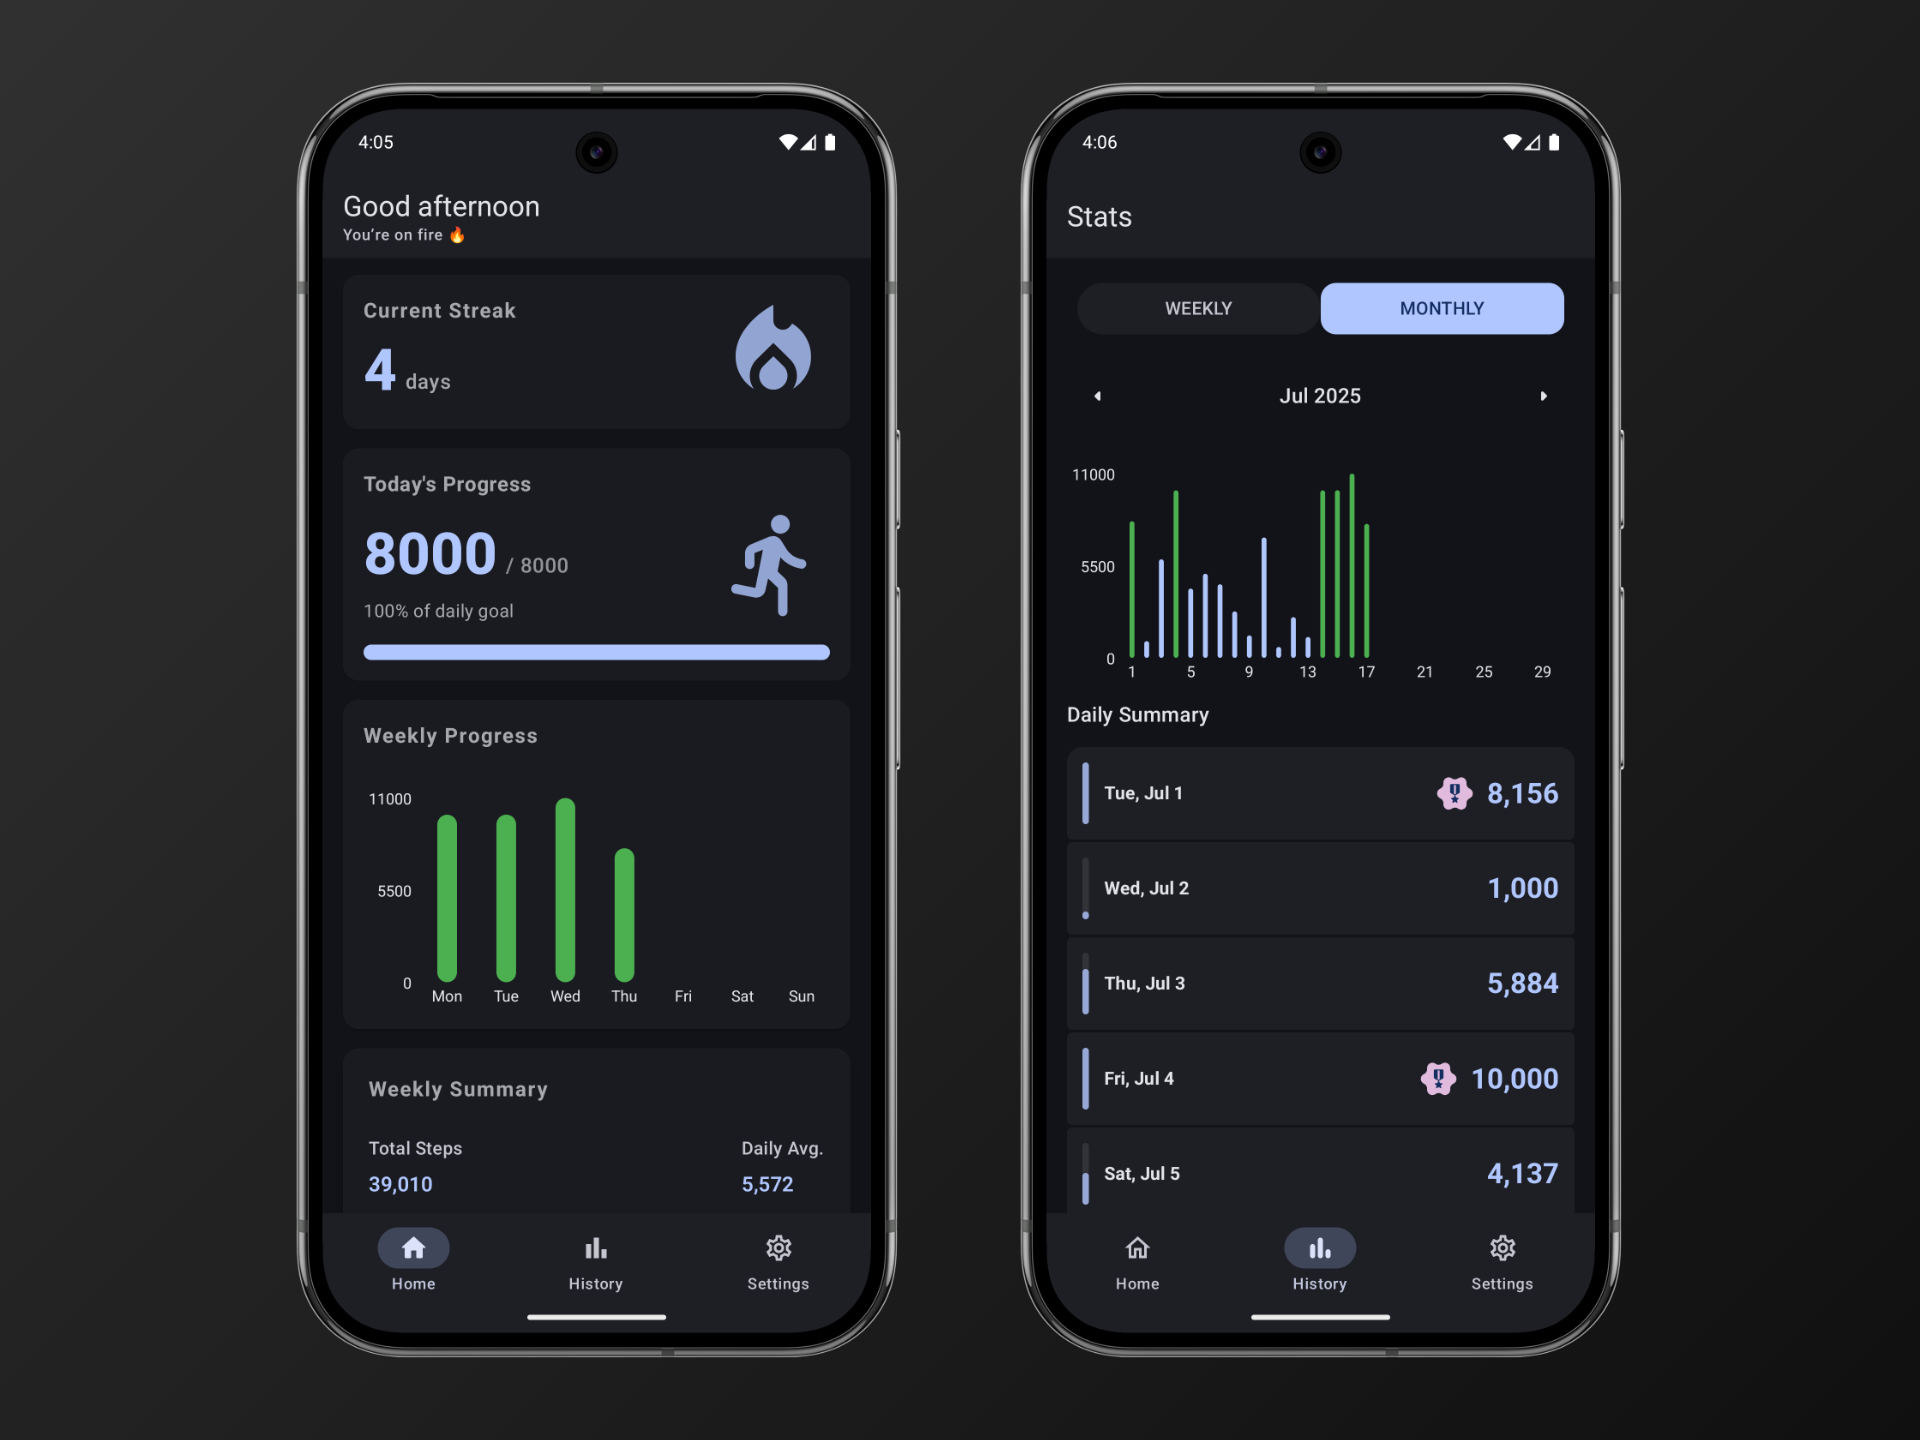 4:05
Good afternoon
You're on fire 🔥
Current Streak
4 days
Today's Progress
8000 / 8000
100% of daily goal
Weekly Progress
11000
5500
0
Mon Tue Wed Thu Fri Sat Sun
Weekly Summary
Total Steps Daily Avg.
39,010 5,572
Home History Settings
4:06
Stats
WEEKLY MONTHLY
Jul 2025
11000
5500
0
1 5 9 13 17 21 25 29
Daily Summary
Tue, Jul 1 8,156
Wed, Jul 2 1,000
Thu, Jul 3 5,884
Fri, Jul 4 10,000
Sat, Jul 5 4,137
Home History Settings